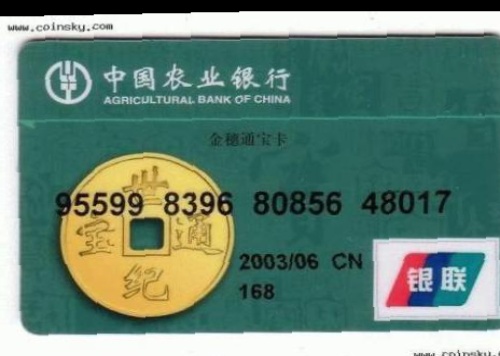 www.coinsky.com
中国农业银行
AGRICULTURAL BANK OF CHINA
金穗通宝卡
世
95599 8396 80856 48017
宝 通
纪
2003/06 CN
168
银联
www.coinsky.c